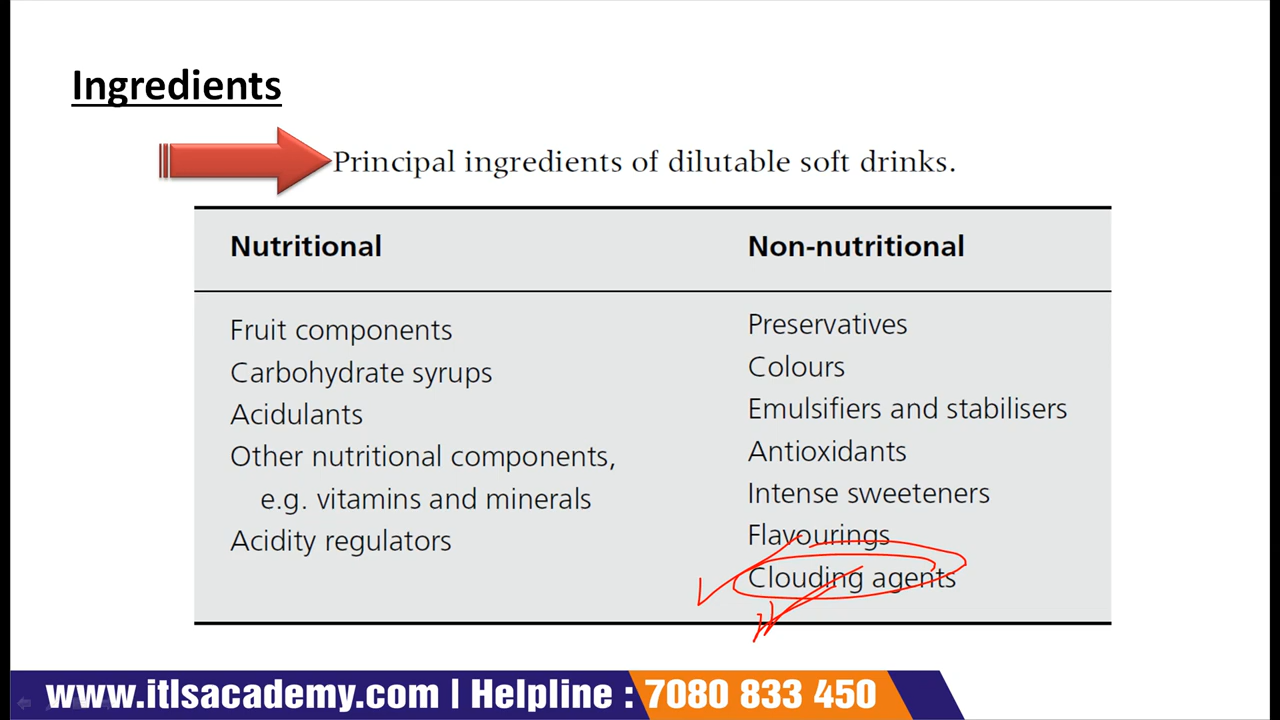 Ingredients
Principal ingredients of dilutable soft drinks.
Nutritional
Fruit components
Carbohydrate syrups
Acidulants
Other nutritional components,
e.g. vitamins and minerals
Acidity regulators
Non-nutritional
Preservatives
Colours
Emulsifiers and stabilisers
Antioxidants
Intense sweeteners
Flavourings
Clouding agents
www.itlsacademy.com | Helpline : 7080 833 450